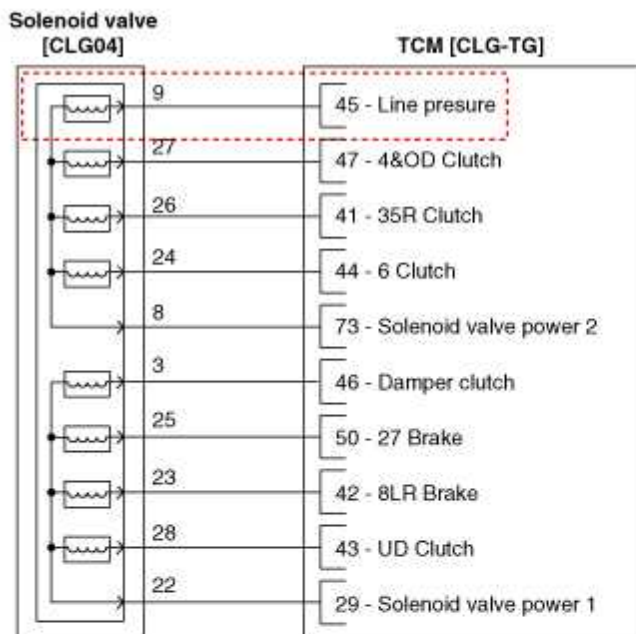 Solenoid valve
[CLG04]
TCM [CLG-TG]
9
45 - Line presure
27
47 - 4&OD Clutch
26
41 - 35R Clutch
24
44 - 6 Clutch
8
73 - Solenoid valve power 2
3
46 - Damper clutch
25
50 - 27 Brake
23
42 - 8LR Brake
28
43 - UD Clutch
22
29 - Solenoid valve power 1